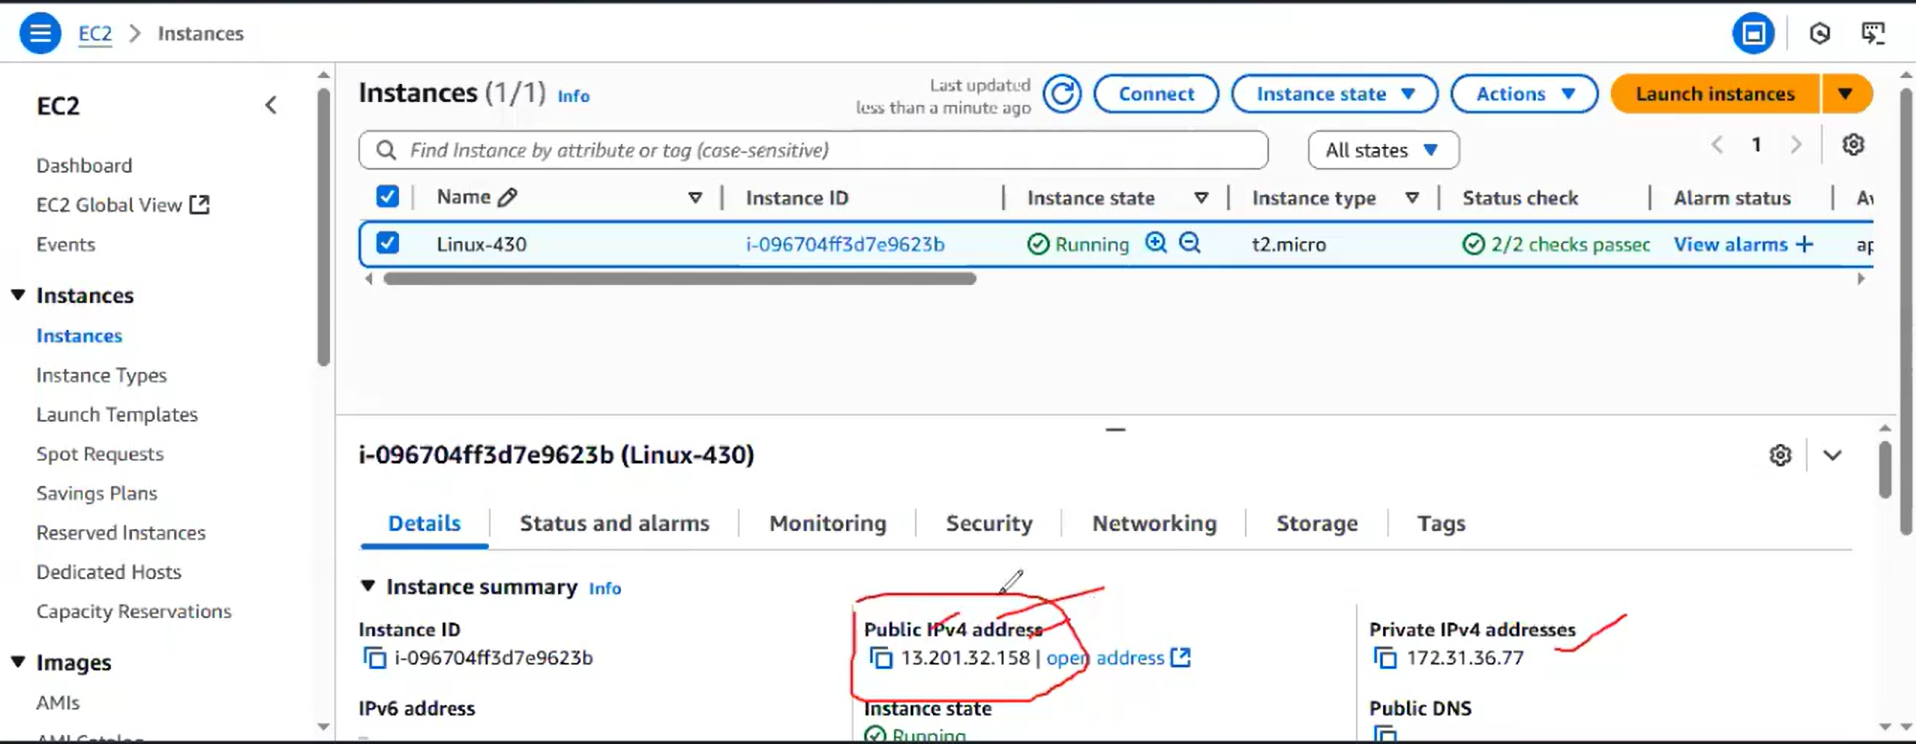 EC2 > Instances
EC2
Dashboard
EC2 Global View
Events
Instances
Instances
Instance Types
Launch Templates
Spot Requests
Savings Plans
Reserved Instances
Dedicated Hosts
Capacity Reservations
Images
AMIs
AMI Catalog
Instances (1/1) Info
Last updated
less than a minute ago
Connect
Instance state
Actions
Launch instances
Find Instance by attribute or tag (case-sensitive)
All states
1
Name Instance ID Instance state Instance type Status check Alarm status Av
Linux-430 i-096704ff3d7e9623b Running t2.micro 2/2 checks passec View alarms + ap
i-096704ff3d7e9623b (Linux-430)
Details Status and alarms Monitoring Security Networking Storage Tags
Instance summary Info
Instance ID
i-096704ff3d7e9623b
Public IPv4 address
13.201.32.158 | open address
Private IPv4 addresses
172.31.36.77
IPv6 address
–
Instance state
Running
Public DNS